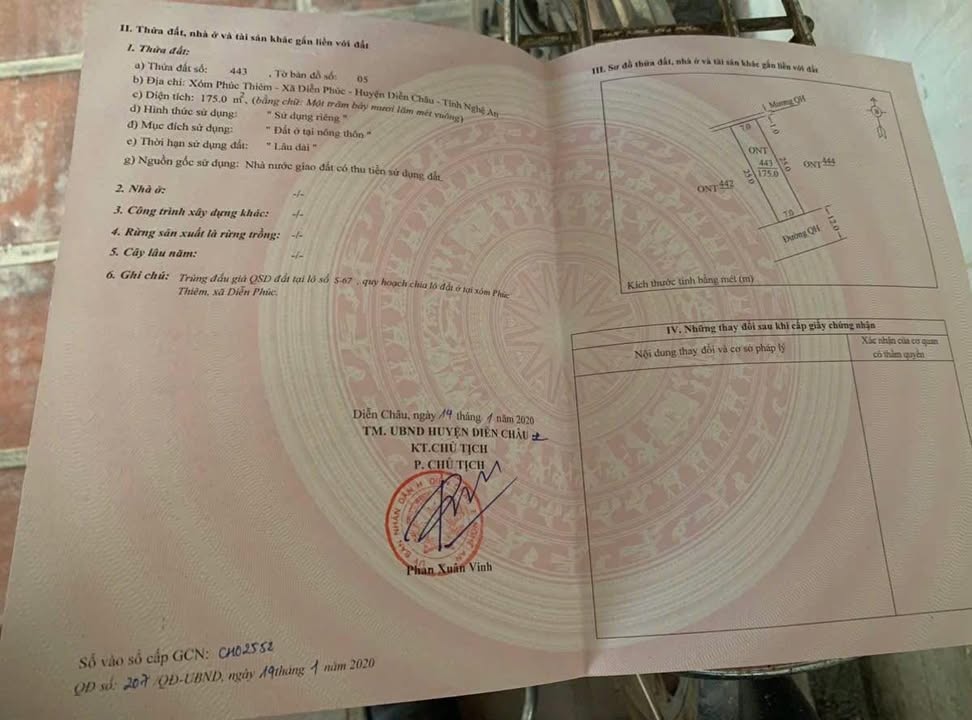 II. Thửa đất, nhà ở và tài sản khác gắn liền với đất
1. Thửa đất:
a) Thửa đất số: 443 , Tờ bản đồ số: 05
b) Địa chỉ: Xóm Phúc Thiêm - Xã Diễn Phúc - Huyện Diễn Châu - Tỉnh Nghệ An
c) Diện tích: 175.0 m², (bằng chữ: Một trăm bảy mươi lăm mét vuông)
d) Hình thức sử dụng: " Sử dụng riêng "
đ) Mục đích sử dụng: " Đất ở tại nông thôn "
e) Thời hạn sử dụng đất: " Lâu dài "
g) Nguồn gốc sử dụng: Nhà nước giao đất có thu tiền sử dụng đất.
2. Nhà ở: -/-
3. Công trình xây dựng khác: -/-
4. Rừng sản xuất là rừng trồng: -/-
5. Cây lâu năm: -/-
6. Ghi chú: Trúng đấu giá QSD đất tại lô số S-67 , quy hoạch chia lô đất ở tại xóm Phúc
Thiêm, xã Diễn Phúc.
Diễn Châu, ngày 19 tháng 1 năm 2020
TM. UBND HUYỆN DIỄN CHÂU
KT.CHỦ TỊCH
P. CHỦ TỊCH
Phan Xuân Vinh
Số vào sổ cấp GCN: CH02552
QĐ số: 207 /QĐ-UBND, ngày 19 tháng 1 năm 2020
III. Sơ đồ thửa đất, nhà ở và tài sản khác gắn liền với đất
Mương QH
1.0
7.0
ONT
443
175.0
25.0
25.0
ONT 444
ONT 442
7.0
12.0
Đường QH
Kích thước tính bằng mét (m)
IV. Những thay đổi sau khi cấp giấy chứng nhận
Nội dung thay đổi và cơ sở pháp lý
Xác nhận của cơ quan
có thẩm quyền